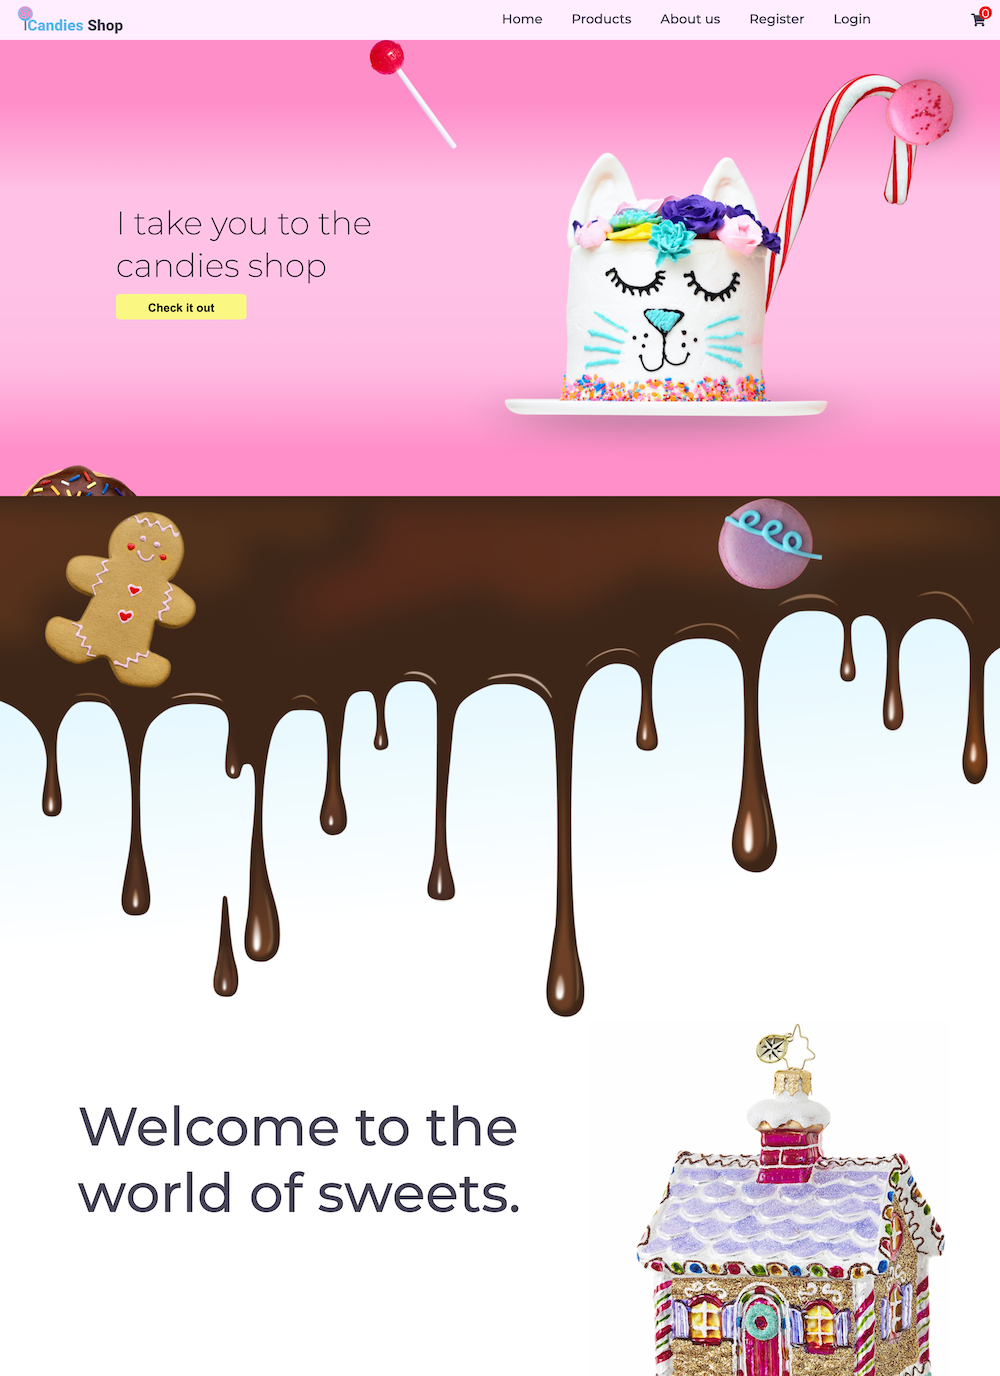 Candies Shop
Home
Products
About us
Register
Login
0
I take you to the
candies shop
Check it out
Welcome to the
world of sweets.